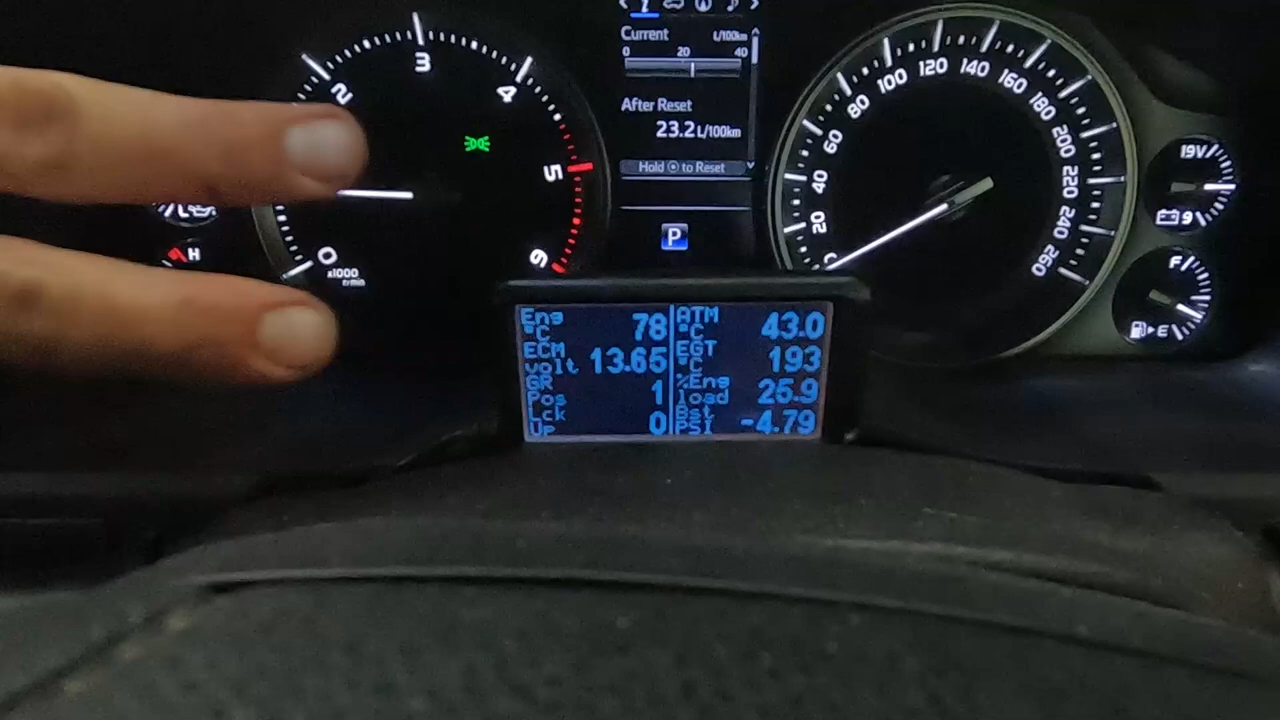 Current L/100km
0 20 40
After Reset
23.2 L/100km
Hold to Reset
P
0 2 3 4 5 6
x1000
r/min
H
0 20 40 60 80 100 120 140 160 180 200 220 240 260
19V
9
F
E
Eng °C 78
ECM volt 13.65
GR Pos 1
Lck Up 0
ATM °C 43.0
EGT °C 193
%Eng load 25.9
Bst PSI -4.79